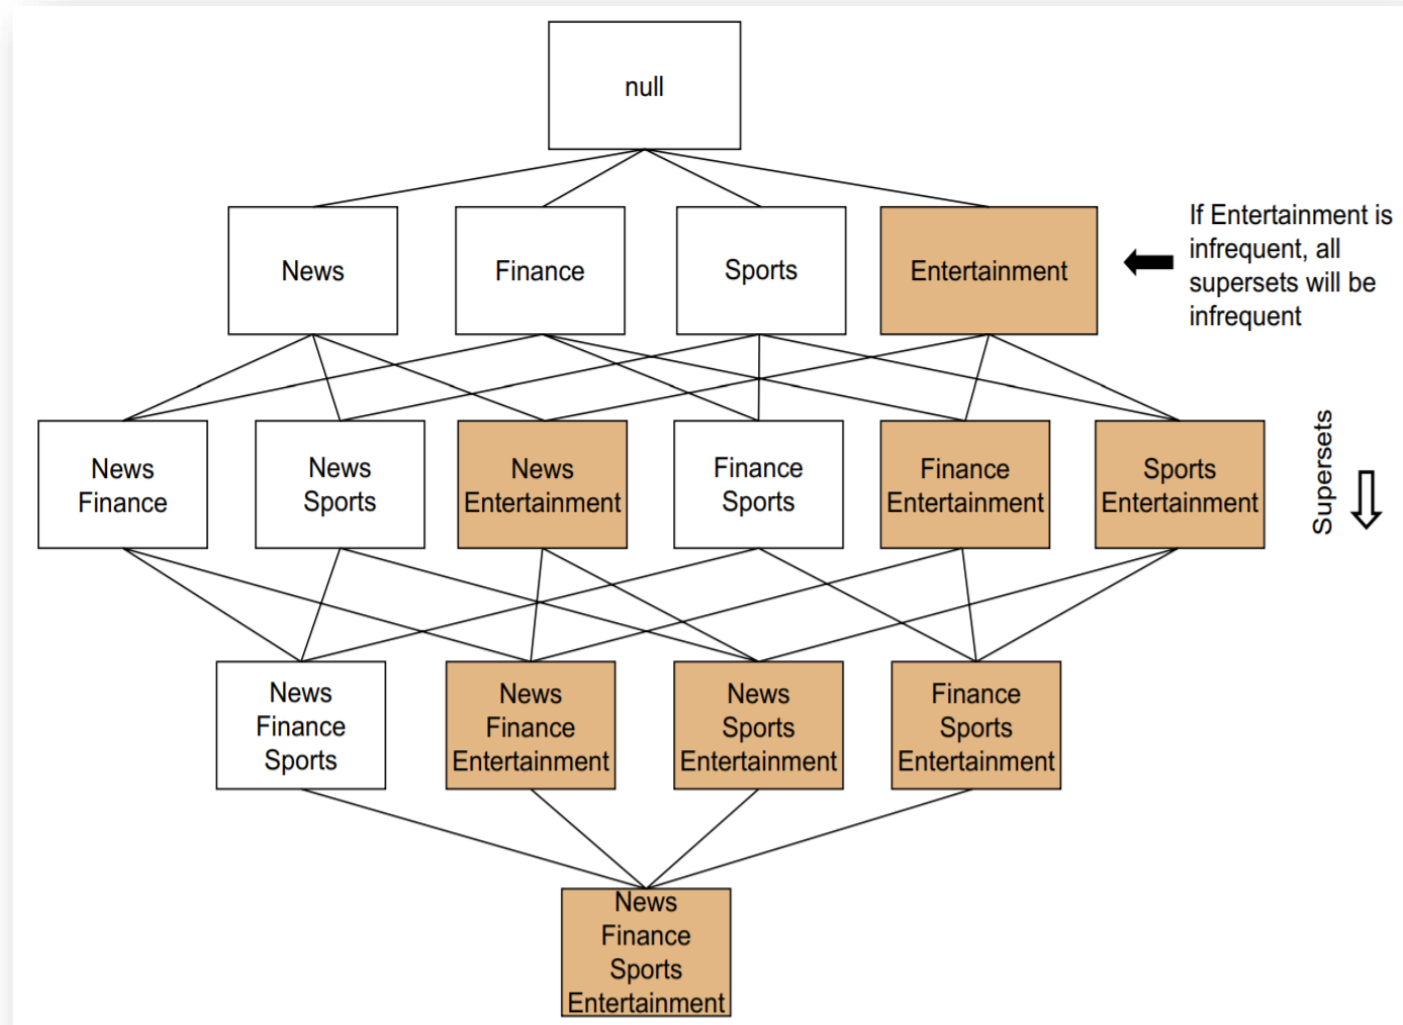 null
News
Finance
Sports
Entertainment
If Entertainment is
infrequent, all
supersets will be
infrequent
News
Finance
News
Sports
News
Entertainment
Finance
Sports
Finance
Entertainment
Sports
Entertainment
Supersets
News
Finance
Sports
News
Finance
Entertainment
News
Sports
Entertainment
Finance
Sports
Entertainment
News
Finance
Sports
Entertainment